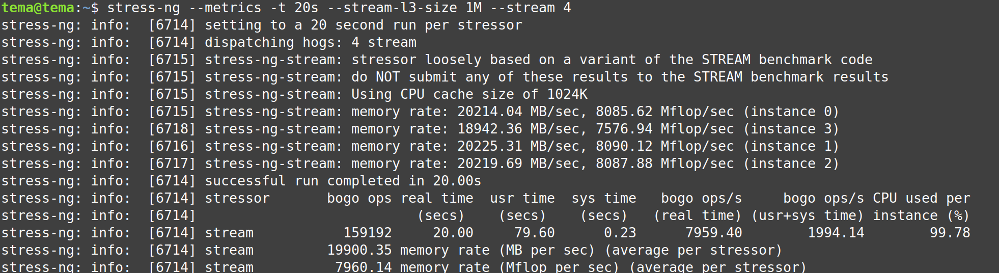 tema@tema:~$ stress-ng --metrics -t 20s --stream-l3-size 1M --stream 4
stress-ng: info:  [6714] setting to a 20 second run per stressor
stress-ng: info:  [6714] dispatching hogs: 4 stream
stress-ng: info:  [6715] stress-ng-stream: stressor loosely based on a variant of the STREAM benchmark code
stress-ng: info:  [6715] stress-ng-stream: do NOT submit any of these results to the STREAM benchmark results
stress-ng: info:  [6715] stress-ng-stream: Using CPU cache size of 1024K
stress-ng: info:  [6715] stress-ng-stream: memory rate: 20214.04 MB/sec, 8085.62 Mflop/sec (instance 0)
stress-ng: info:  [6718] stress-ng-stream: memory rate: 18942.36 MB/sec, 7576.94 Mflop/sec (instance 3)
stress-ng: info:  [6716] stress-ng-stream: memory rate: 20225.31 MB/sec, 8090.12 Mflop/sec (instance 1)
stress-ng: info:  [6717] stress-ng-stream: memory rate: 20219.69 MB/sec, 8087.88 Mflop/sec (instance 2)
stress-ng: info:  [6714] successful run completed in 20.00s
stress-ng: info:  [6714] stressor       bogo ops real time  usr time  sys time   bogo ops/s     bogo ops/s CPU used per
stress-ng: info:  [6714]                           (secs)    (secs)    (secs)   (real time) (usr+sys time) instance (%)
stress-ng: info:  [6714] stream           159192     20.00     79.60      0.23      7959.40        1994.14        99.78
stress-ng: info:  [6714] stream         19900.35 memory rate (MB per sec) (average per stressor)
stress-ng: info:  [6714] stream          7960.14 memory rate (Mflop per sec) (average per stressor)